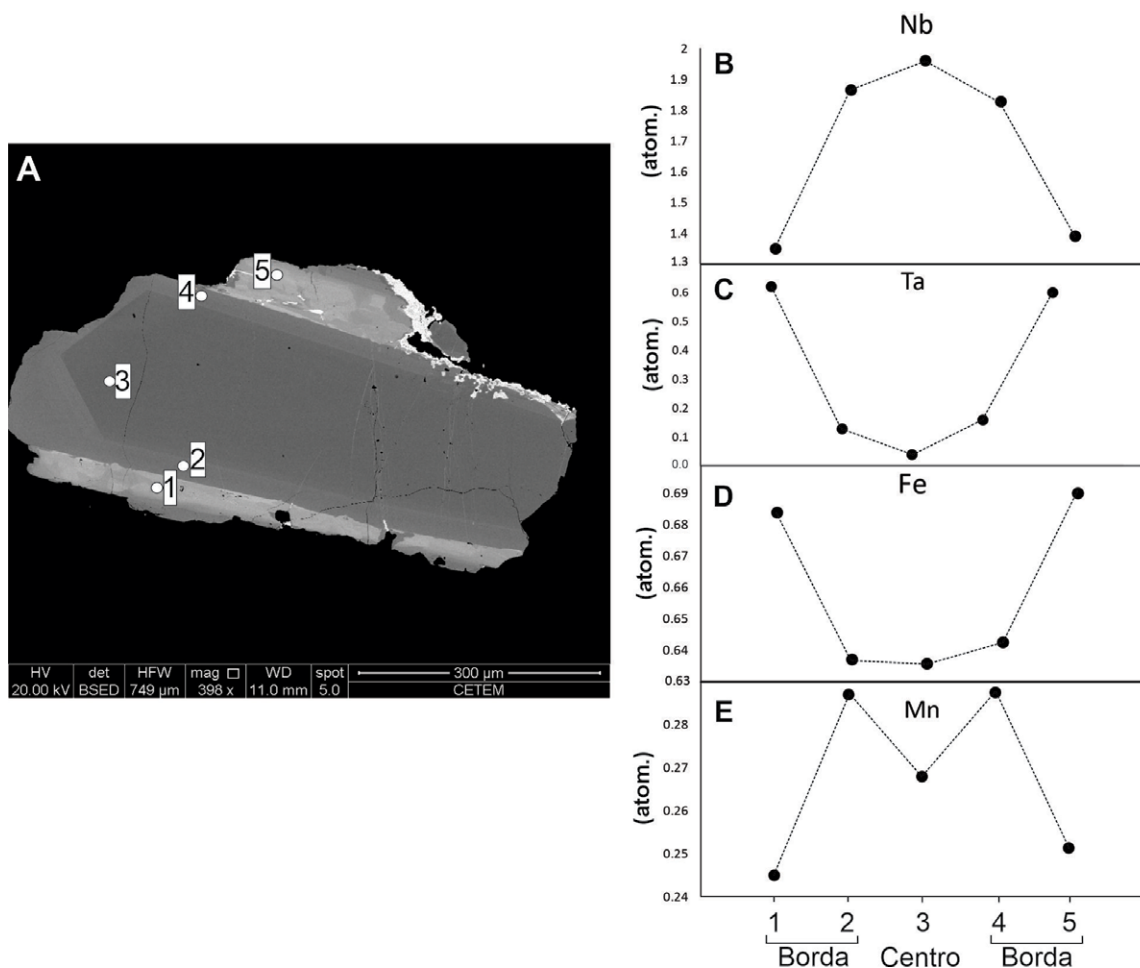 A
5
4
3
2
1
HV det HFW mag WD spot 300 µm
20.00 kV BSED 749 µm 398 x 11.0 mm 5.0 CETEM
Nb
B
(atom.)
2
1.9
1.8
1.7
1.6
1.5
1.4
1.3
C
Ta
(atom.)
0.6
0.5
0.4
0.3
0.2
0.1
0.0
D
Fe
(atom.)
0.69
0.68
0.67
0.66
0.65
0.64
0.63
E
Mn
(atom.)
0.28
0.27
0.26
0.25
0.24
1 2 3 4 5
Borda Centro Borda